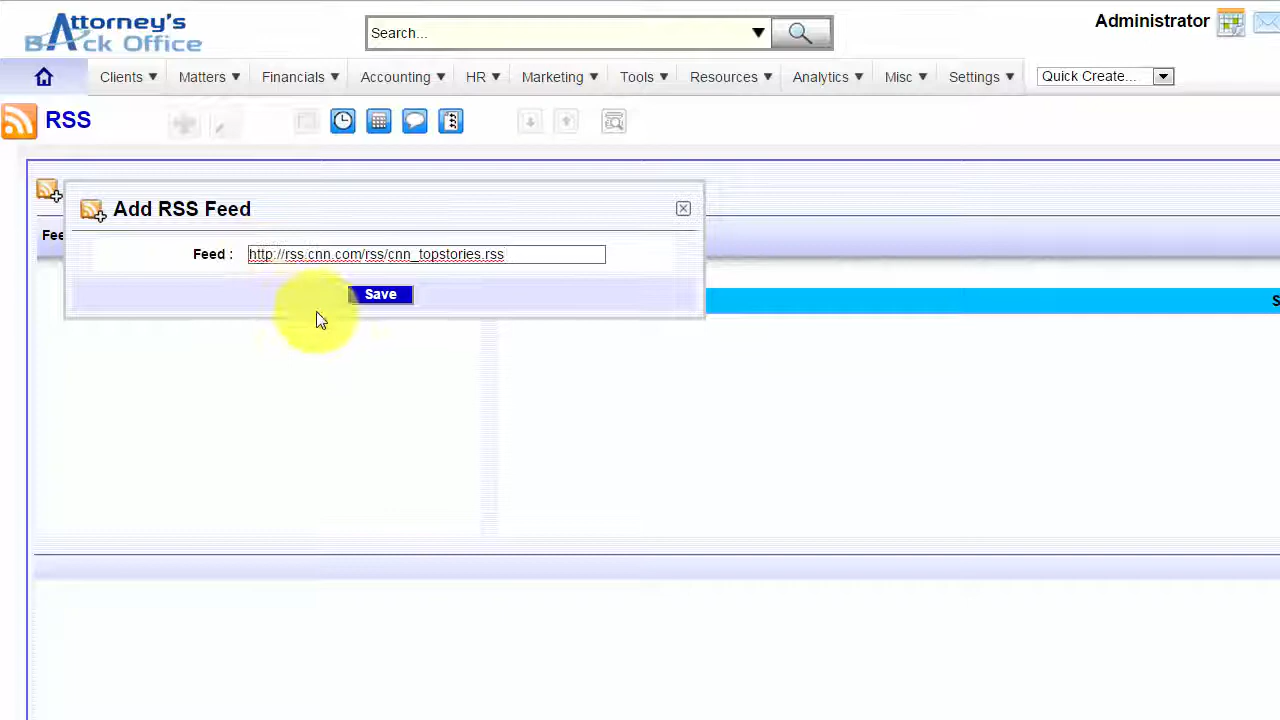 Attorney's
Back Office
Search...
Administrator
Clients Matters Financials Accounting HR Marketing Tools Resources Analytics Misc Settings Quick Create...
RSS
Add RSS Feed
Fee
Feed :
http://rss.cnn.com/rss/cnn_topstories.rss
Save
S